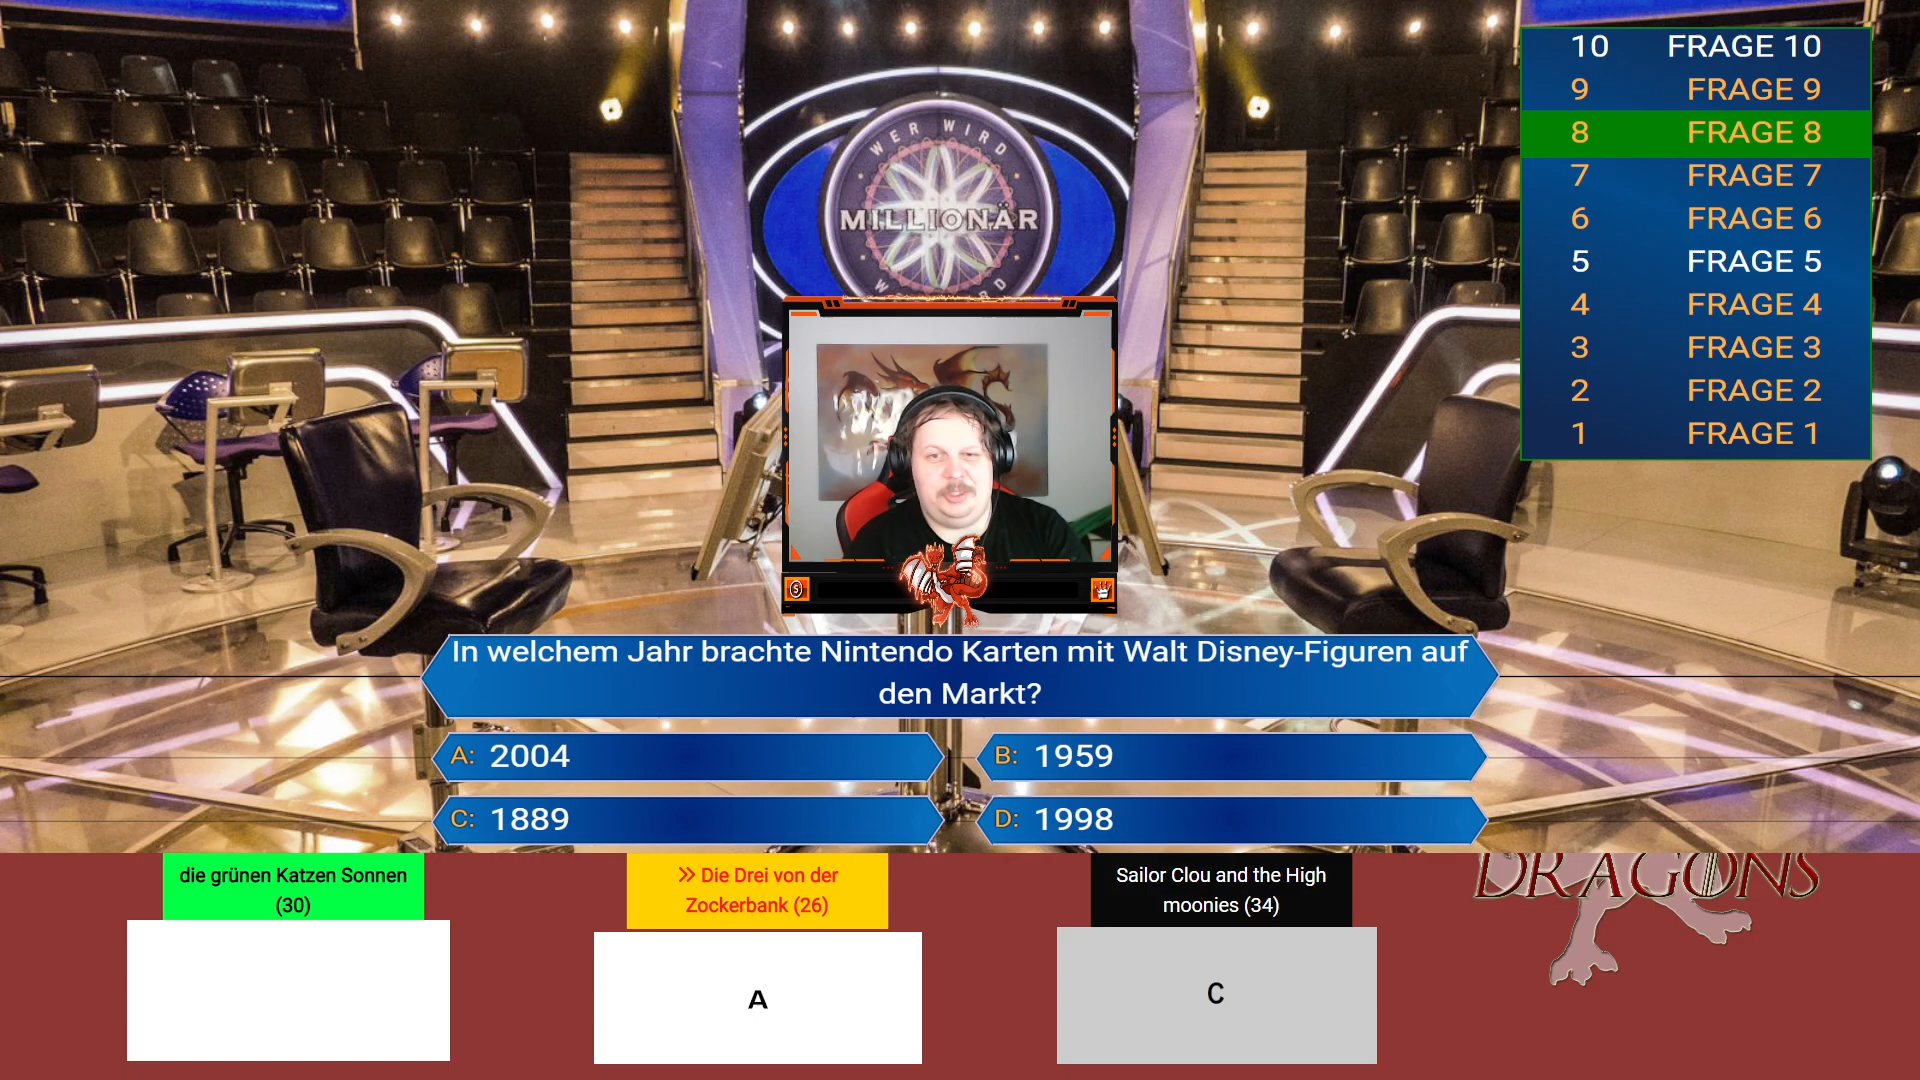 10 FRAGE 10
9 FRAGE 9
8 FRAGE 8
7 FRAGE 7
6 FRAGE 6
5 FRAGE 5
4 FRAGE 4
3 FRAGE 3
2 FRAGE 2
1 FRAGE 1
WER WIRD
MILLIONÄR
In welchem Jahr brachte Nintendo Karten mit Walt Disney-Figuren auf
den Markt?
A: 2004
B: 1959
C: 1889
D: 1998
die grünen Katzen Sonnen
(30)
Die Drei von der
Zockerbank (26)
A
Sailor Clou and the High
moonies (34)
C
DRAGONS